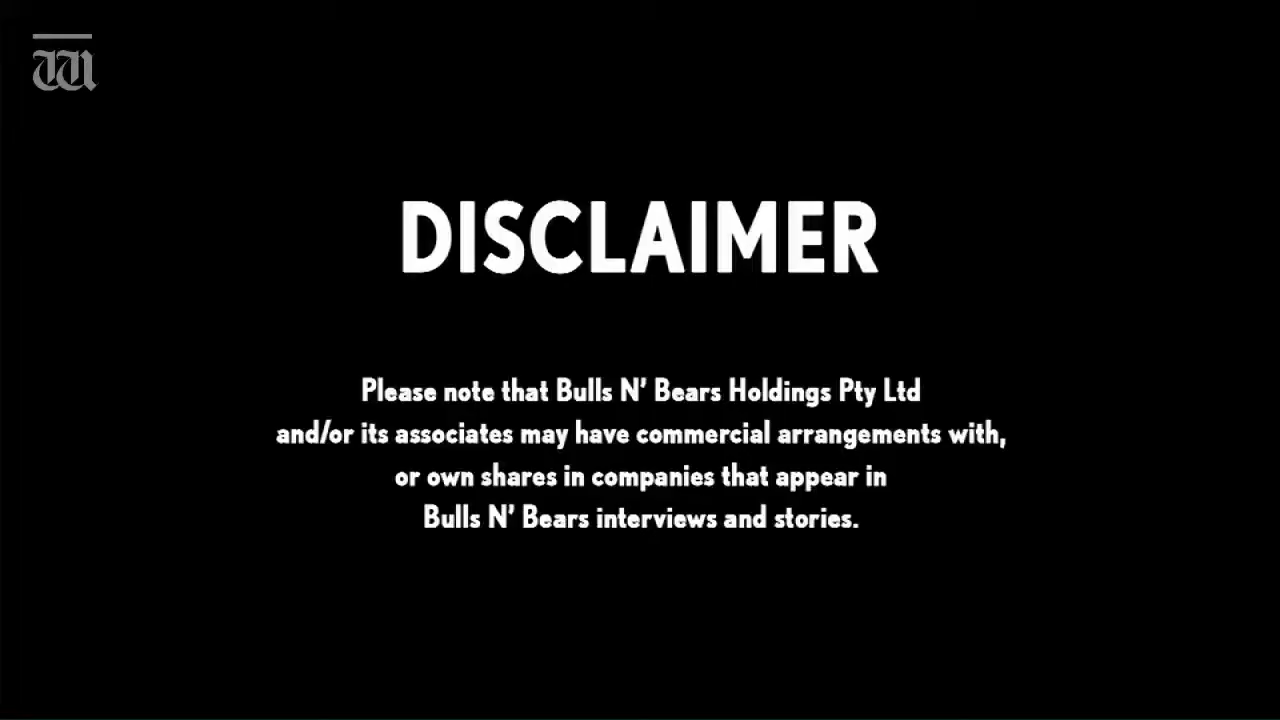 W
DISCLAIMER
Please note that Bulls N' Bears Holdings Pty Ltd
and/or its associates may have commercial arrangements with,
or own shares in companies that appear in
Bulls N' Bears interviews and stories.